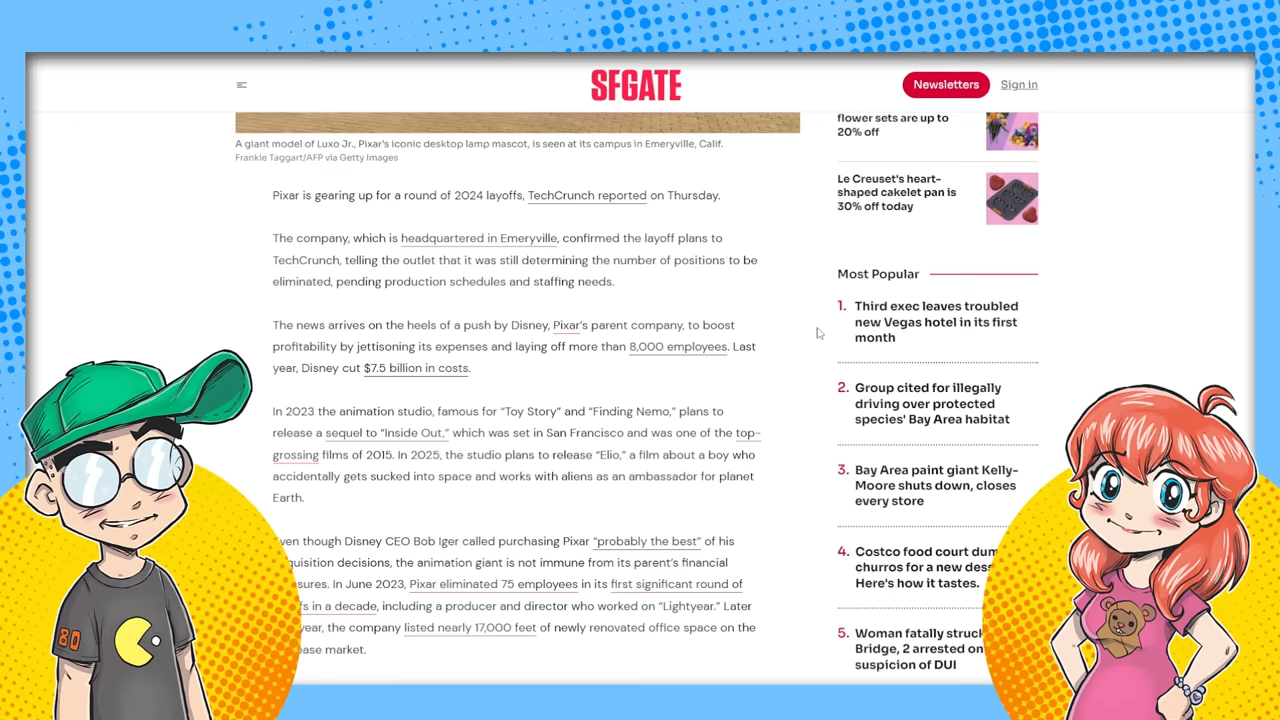 SFGATE
Newsletters
Sign in
A giant model of Luxo Jr., Pixar's iconic desktop lamp mascot, is seen at its campus in Emeryville, Calif.
Frankie Taggart/AFP via Getty Images
Pixar is gearing up for a round of 2024 layoffs, TechCrunch reported on Thursday.
The company, which is headquartered in Emeryville, confirmed the layoff plans to
TechCrunch, telling the outlet that it was still determining the number of positions to be
eliminated, pending production schedules and staffing needs.
The news arrives on the heels of a push by Disney, Pixar's parent company, to boost
profitability by jettisoning its expenses and laying off more than 8,000 employees. Last
year, Disney cut $7.5 billion in costs.
In 2023 the animation studio, famous for “Toy Story” and “Finding Nemo,” plans to
release a sequel to “Inside Out,” which was set in San Francisco and was one of the top-
grossing films of 2015. In 2025, the studio plans to release “Elio,” a film about a boy who
accidentally gets sucked into space and works with aliens as an ambassador for planet
Earth.
ven though Disney CEO Bob Iger called purchasing Pixar “probably the best” of his
quisition decisions, the animation giant is not immune from its parent's financial
sures. In June 2023, Pixar eliminated 75 employees in its first significant round of
fs in a decade, including a producer and director who worked on “Lightyear.” Later
year, the company listed nearly 17,000 feet of newly renovated office space on the
ease market.
flower sets are up to
20% off
Le Creuset's heart-
shaped cakelet pan is
30% off today
Most Popular
1. Third exec leaves troubled
new Vegas hotel in its first
month
2. Group cited for illegally
driving over protected
species' Bay Area habitat
3. Bay Area paint giant Kelly-
Moore shuts down, closes
every store
4. Costco food court dum
churros for a new des
Here's how it tastes.
5. Woman fatally struc
Bridge, 2 arrested on
suspicion of DUI
80